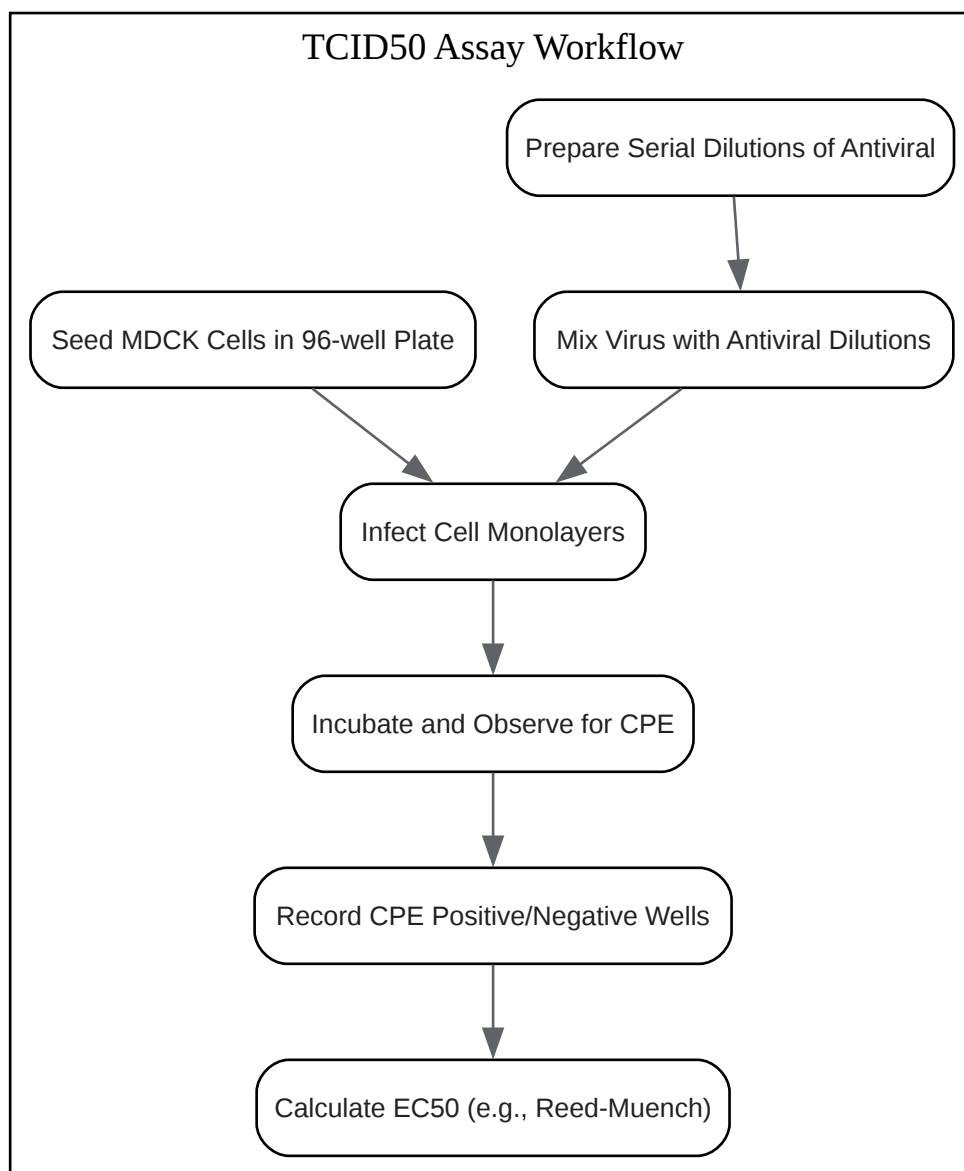 TCID50 Assay Workflow
Prepare Serial Dilutions of Antiviral
Seed MDCK Cells in 96-well Plate
Mix Virus with Antiviral Dilutions
Infect Cell Monolayers
Incubate and Observe for CPE
Record CPE Positive/Negative Wells
Calculate EC50 (e.g., Reed-Muench)